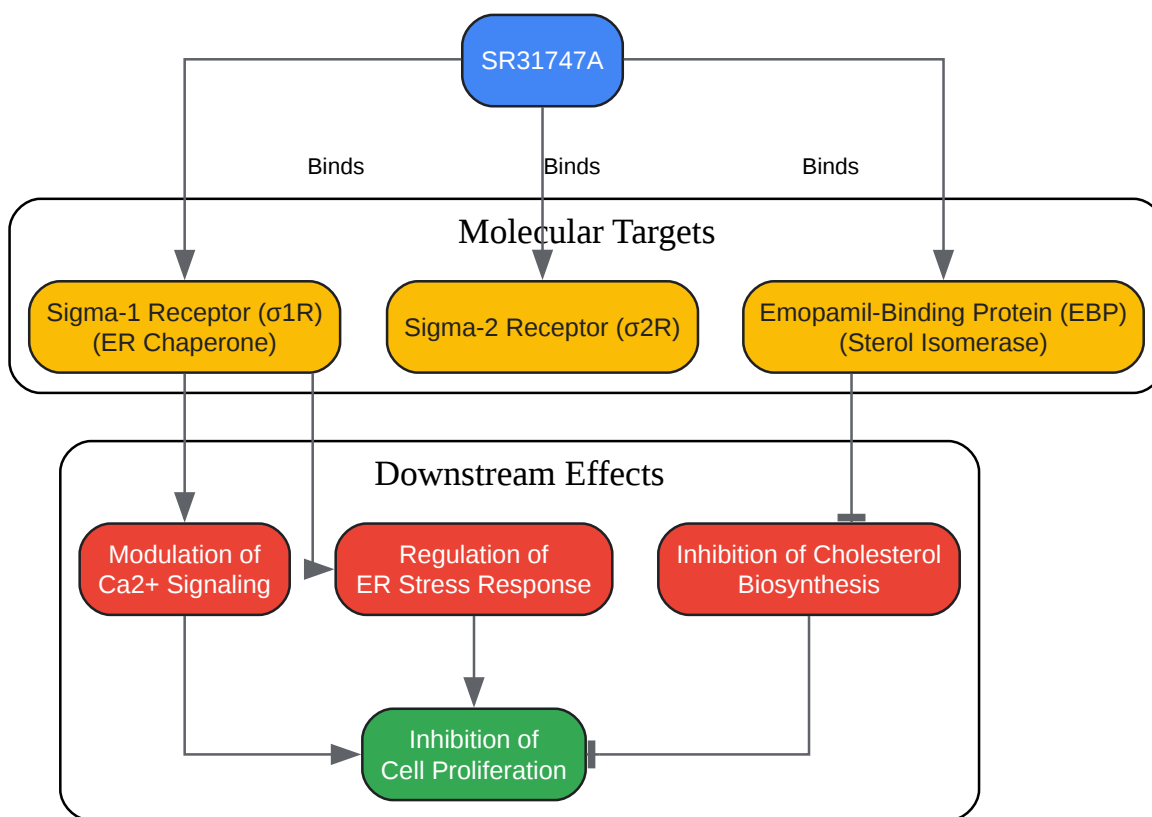 SR31747A
Binds
Binds
Binds
Molecular Targets
Sigma-1 Receptor (σ1R)
(ER Chaperone)
Sigma-2 Receptor (σ2R)
Emopamil-Binding Protein (EBP)
(Sterol Isomerase)
Downstream Effects
Modulation of
Ca2+ Signaling
Regulation of
ER Stress Response
Inhibition of Cholesterol
Biosynthesis
Inhibition of
Cell Proliferation